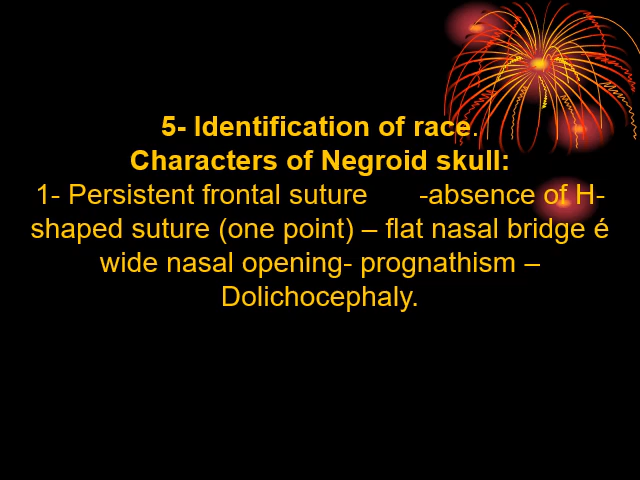 5- Identification of race.
Characters of Negroid skull:
1- Persistent frontal suture -absence of H-
shaped suture (one point) – flat nasal bridge é
wide nasal opening- prognathism –
Dolichocephaly.